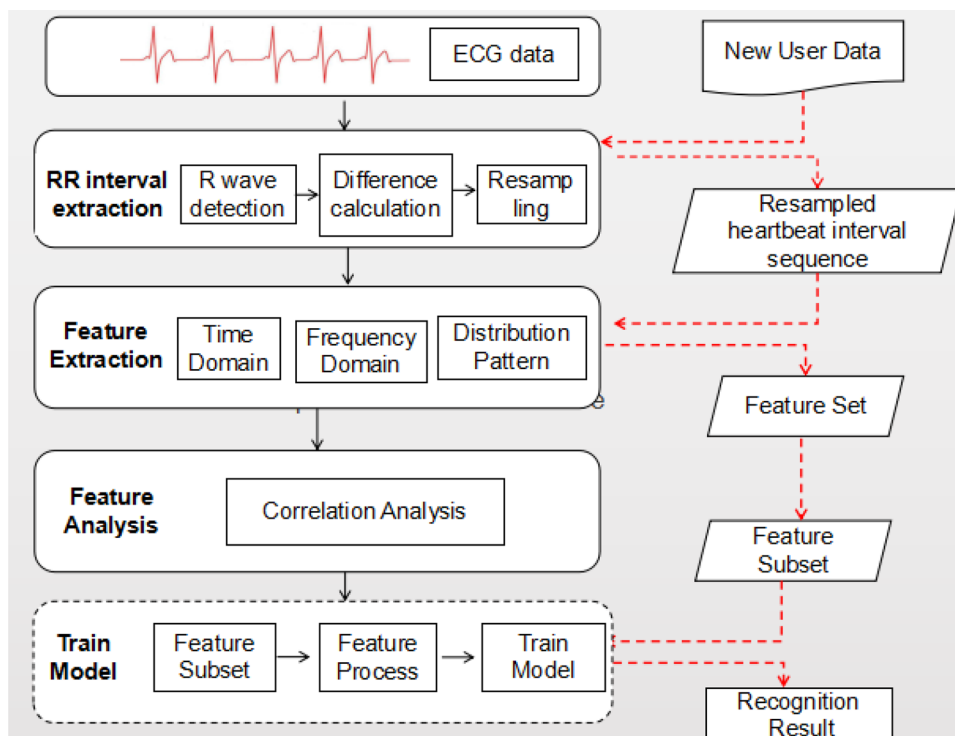 ECG data
New User Data
RR interval
extraction
R wave
detection
Difference
calculation
Resamp
ling
Resampled
heartbeat interval
sequence
Feature
Extraction
Time
Domain
Frequency
Domain
Distribution
Pattern
Feature Set
Feature
Analysis
Correlation Analysis
Feature
Subset
Train
Model
Feature
Subset
Feature
Process
Train
Model
Recognition
Result